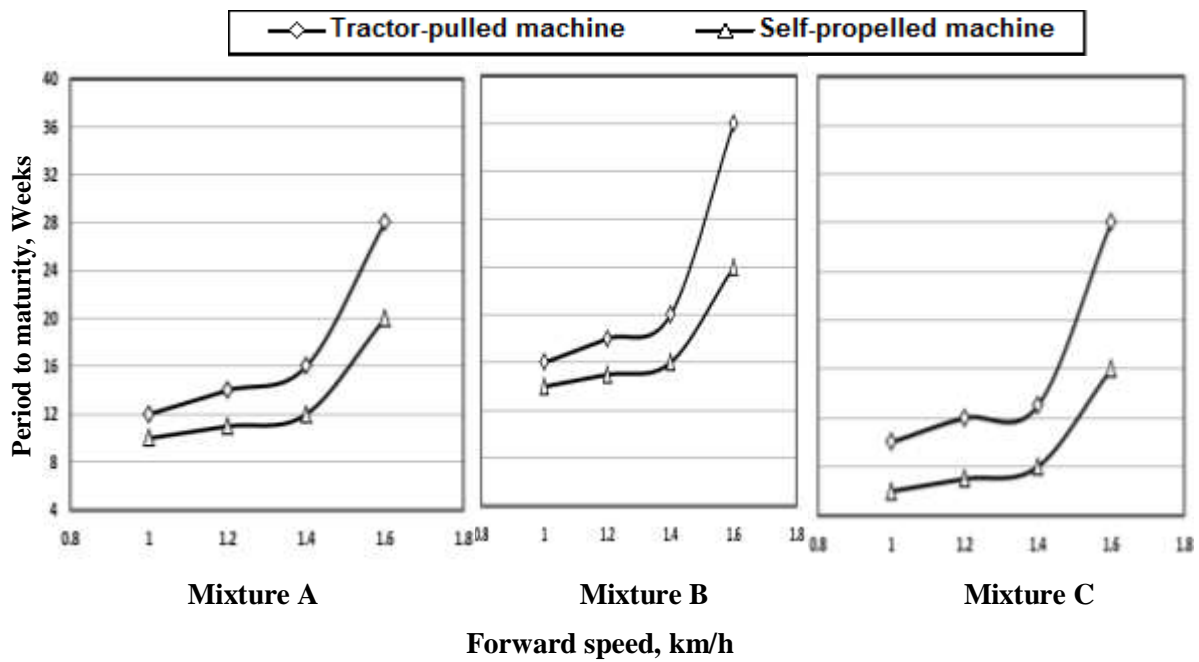 Tractor-pulled machine Self-propelled machine
Period to maturity, Weeks
40
36
32
28
24
20
16
12
8
4
0.8 1 1.2 1.4 1.6 1.8
0.8 1 1.2 1.4 1.6 1.8
0.8 1 1.2 1.4 1.6 1.8
Mixture A Mixture B Mixture C
Forward speed, km/h